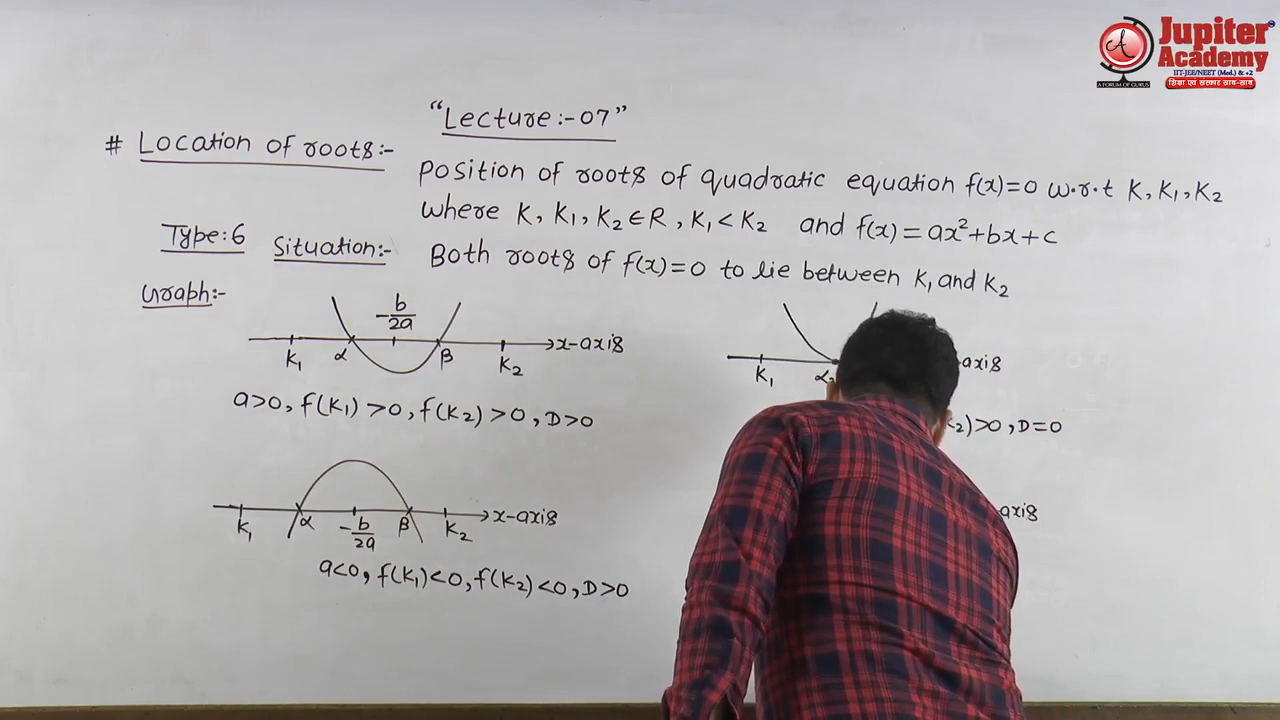 Jupiter
Academy
IIT-JEE/NEET (Med.) & +2
A FORUM OF GURUS
शिक्षा एवं संस्कार साथ-साथ
"Lecture:-07"
# Location of roots:-
Position of roots of quadratic equation f(x)=0 w.r.t K, K₁, K₂
where K, K₁, K₂ ∈ R, K₁ < K₂ and f(x) = ax²+bx+c
Type:6 Situation:- Both roots of f(x)=0 to lie between K₁ and K₂
Graph:-
-b/2a
K₁ α β K₂ x-axis
a>0, f(K₁) >0, f(K₂) >0, D>0
K₁ α axis
K₂)>0, D=0
K₁ α -b/2a β K₂ x-axis
a<0, f(K₁)<0, f(K₂)<0, D>0
axis